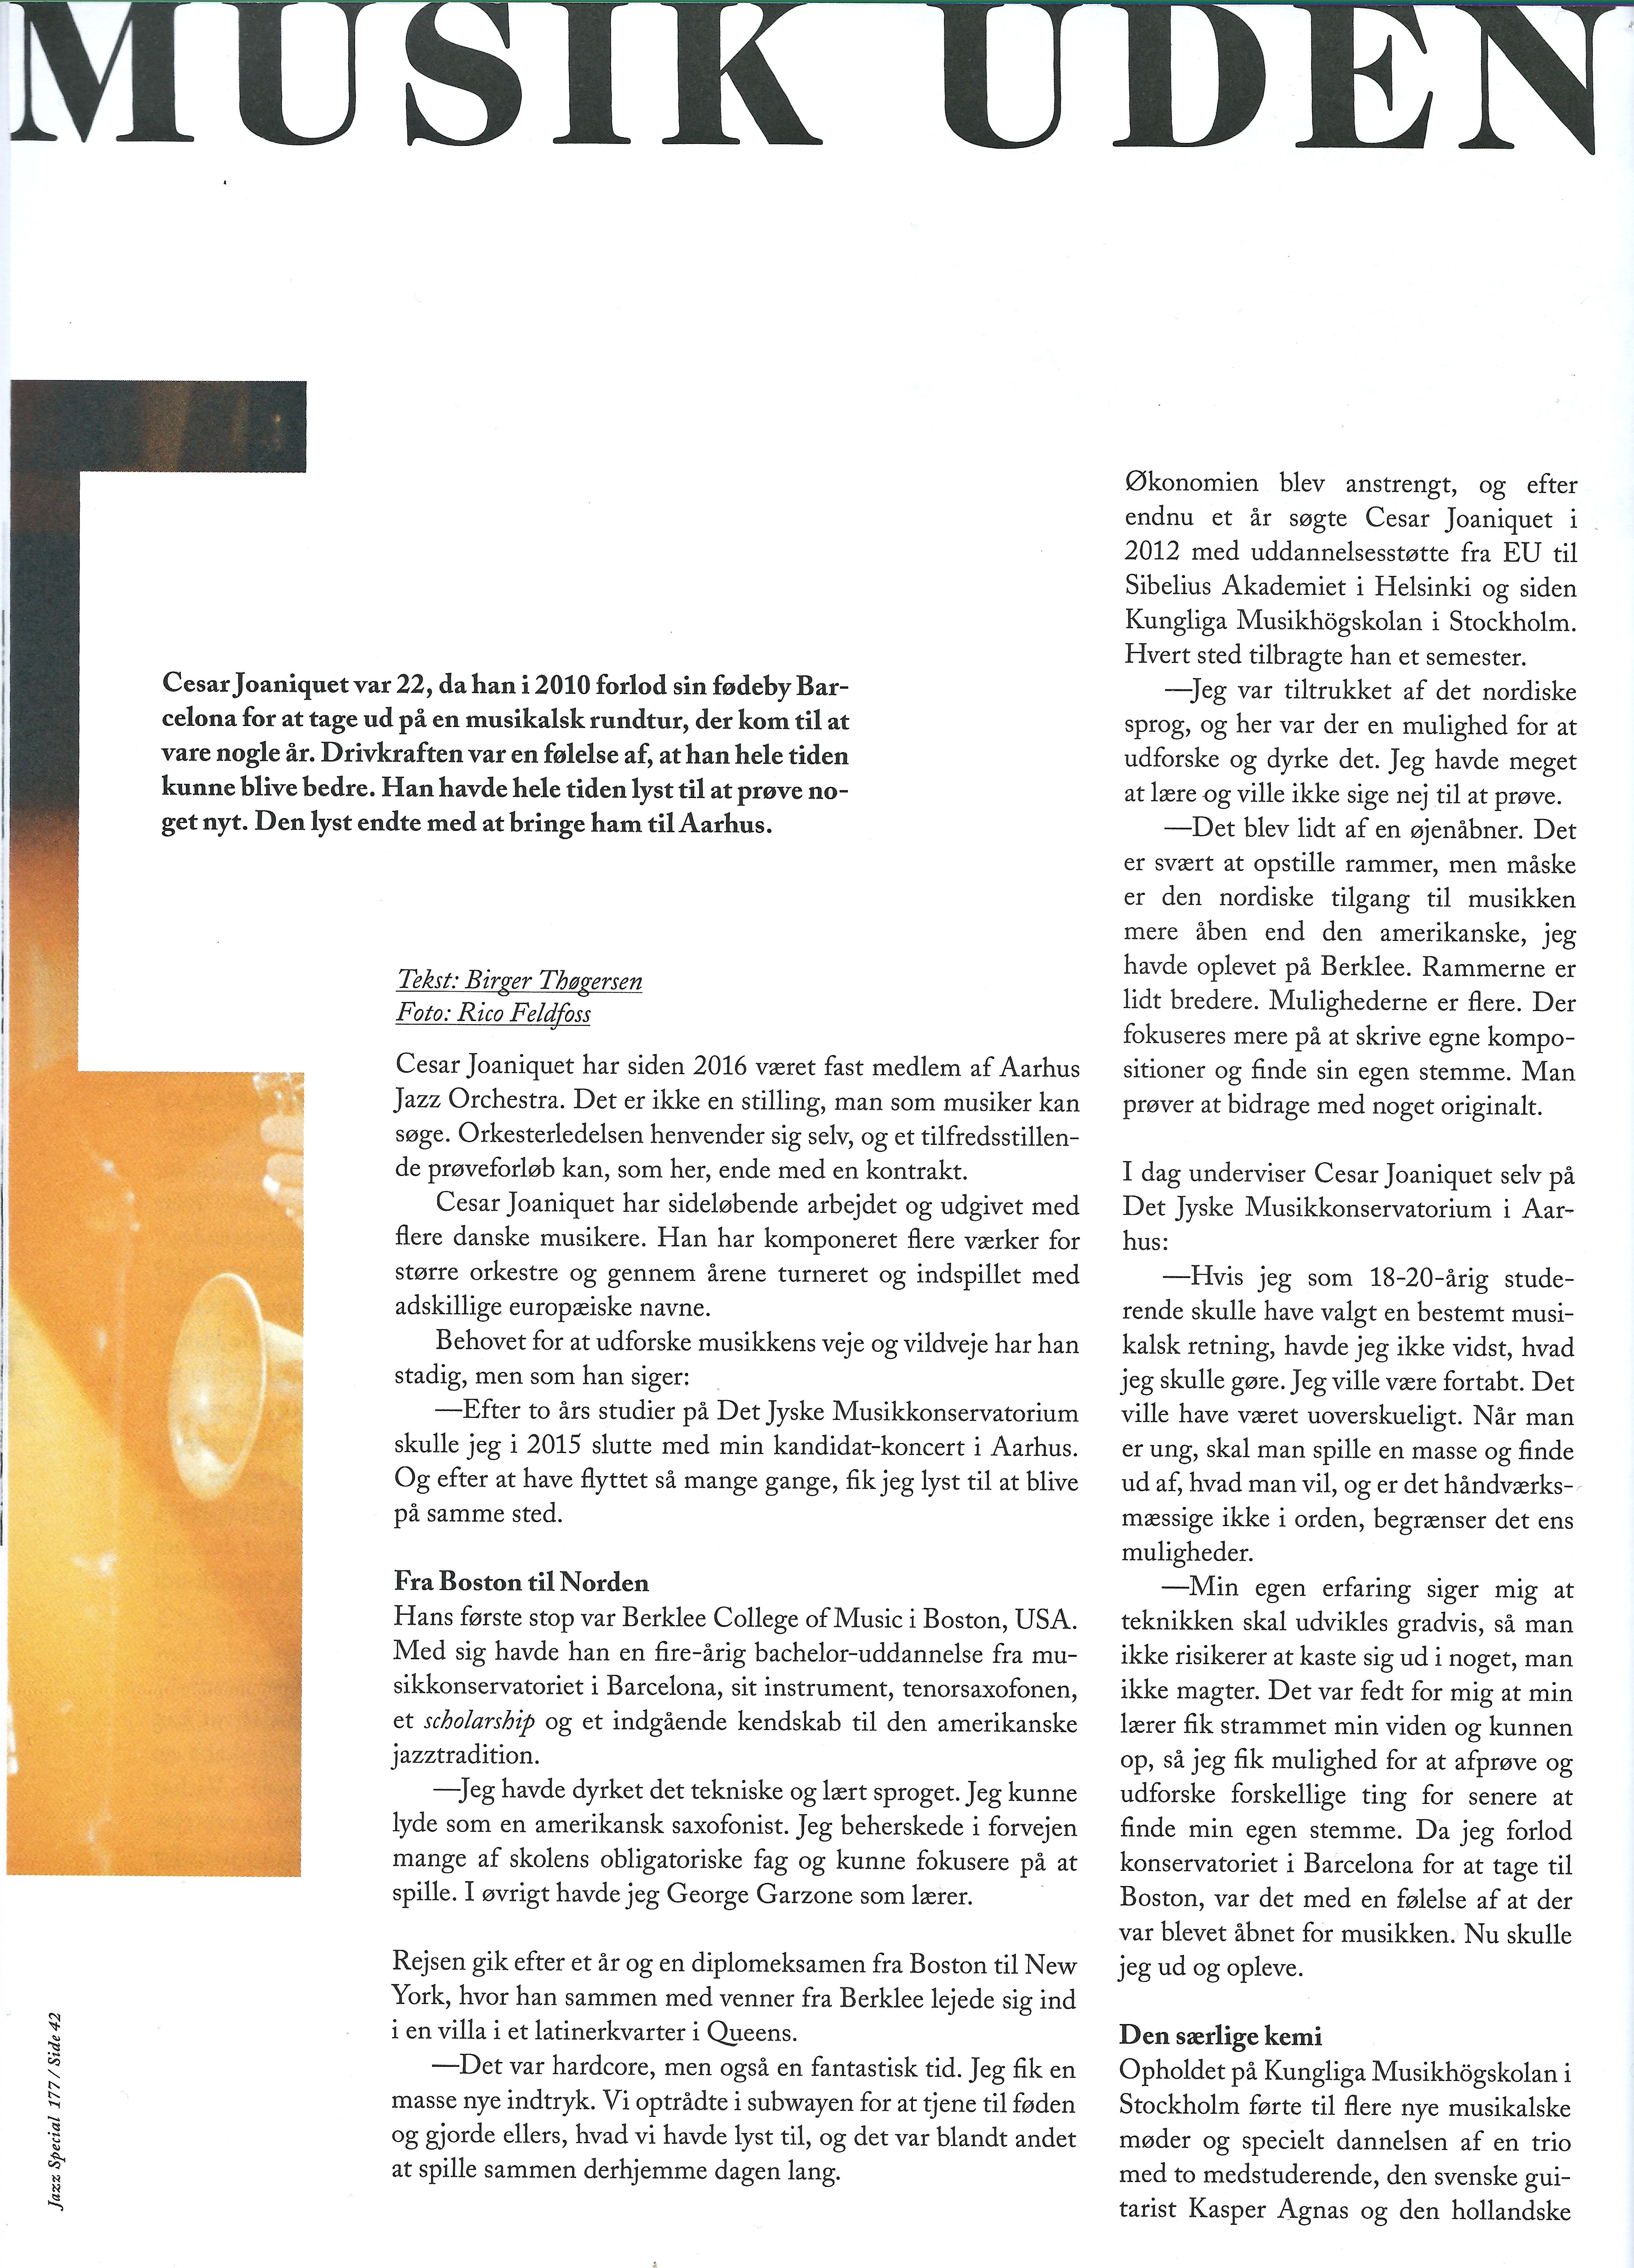 MUSIK UDEN
Cesar Joaniquet var 22, da han i 2010 forlod sin fødeby Bar-
celona for at tage ud på en musikalsk rundtur, der kom til at
vare nogle år. Drivkraften var en følelse af, at han hele tiden
kunne blive bedre. Han havde hele tiden lyst til at prøve no-
get nyt. Den lyst endte med at bringe ham til Aarhus.
Tekst: Birger Thøgersen
Foto: Rico Feldfoss
Cesar Joaniquet har siden 2016 været fast medlem af Aarhus
Jazz Orchestra. Det er ikke en stilling, man som musiker kan
søge. Orkesterledelsen henvender sig selv, og et tilfredsstillen-
de prøveforløb kan, som her, ende med en kontrakt.
Cesar Joaniquet har sideløbende arbejdet og udgivet med
flere danske musikere. Han har komponeret flere værker for
større orkestre og gennem årene turneret og indspillet med
adskillige europæiske navne.
Behovet for at udforske musikkens veje og vildveje har han
stadig, men som han siger:
—Efter to års studier på Det Jyske Musikkonservatorium
skulle jeg i 2015 slutte med min kandidat-koncert i Aarhus.
Og efter at have flyttet så mange gange, fik jeg lyst til at blive
på samme sted.
Fra Boston til Norden
Hans første stop var Berklee College of Music i Boston, USA.
Med sig havde han en fire-årig bachelor-uddannelse fra mu-
sikkonservatoriet i Barcelona, sit instrument, tenorsaxofonen,
et scholarship og et indgående kendskab til den amerikanske
jazztradition.
—Jeg havde dyrket det tekniske og lært sproget. Jeg kunne
lyde som en amerikansk saxofonist. Jeg beherskede i forvejen
mange af skolens obligatoriske fag og kunne fokusere på at
spille. I øvrigt havde jeg George Garzone som lærer.
Rejsen gik efter et år og en diplomeksamen fra Boston til New
York, hvor han sammen med venner fra Berklee lejede sig ind
i en villa i et latinerkvarter i Queens.
—Det var hardcore, men også en fantastisk tid. Jeg fik en
masse nye indtryk. Vi optrådte i subwayen for at tjene til føden
og gjorde ellers, hvad vi havde lyst til, og det var blandt andet
at spille sammen derhjemme dagen lang.
Økonomien blev anstrengt, og efter
endnu et år søgte Cesar Joaniquet i
2012 med uddannelsesstøtte fra EU til
Sibelius Akademiet i Helsinki og siden
Kungliga Musikhögskolan i Stockholm.
Hvert sted tilbragte han et semester.
—Jeg var tiltrukket af det nordiske
sprog, og her var der en mulighed for at
udforske og dyrke det. Jeg havde meget
at lære og ville ikke sige nej til at prøve.
—Det blev lidt af en øjenåbner. Det
er svært at opstille rammer, men måske
er den nordiske tilgang til musikken
mere åben end den amerikanske, jeg
havde oplevet på Berklee. Rammerne er
lidt bredere. Mulighederne er flere. Der
fokuseres mere på at skrive egne kompo-
sitioner og finde sin egen stemme. Man
prøver at bidrage med noget originalt.
I dag underviser Cesar Joaniquet selv på
Det Jyske Musikkonservatorium i Aar-
hus:
—Hvis jeg som 18-20-årig stude-
rende skulle have valgt en bestemt musi-
kalsk retning, havde jeg ikke vidst, hvad
jeg skulle gøre. Jeg ville være fortabt. Det
ville have været uoverskueligt. Når man
er ung, skal man spille en masse og finde
ud af, hvad man vil, og er det håndværks-
mæssige ikke i orden, begrænser det ens
muligheder.
—Min egen erfaring siger mig at
teknikken skal udvikles gradvis, så man
ikke risikerer at kaste sig ud i noget, man
ikke magter. Det var fedt for mig at min
lærer fik strammet min viden og kunnen
op, så jeg fik mulighed for at afprøve og
udforske forskellige ting for senere at
finde min egen stemme. Da jeg forlod
konservatoriet i Barcelona for at tage til
Boston, var det med en følelse af at der
var blevet åbnet for musikken. Nu skulle
jeg ud og opleve.
Den særlige kemi
Opholdet på Kungliga Musikhögskolan i
Stockholm førte til flere nye musikalske
møder og specielt dannelsen af en trio
med to medstuderende, den svenske gui-
tarist Kasper Agnas og den hollandske
Jazz Special 177 / Side 42